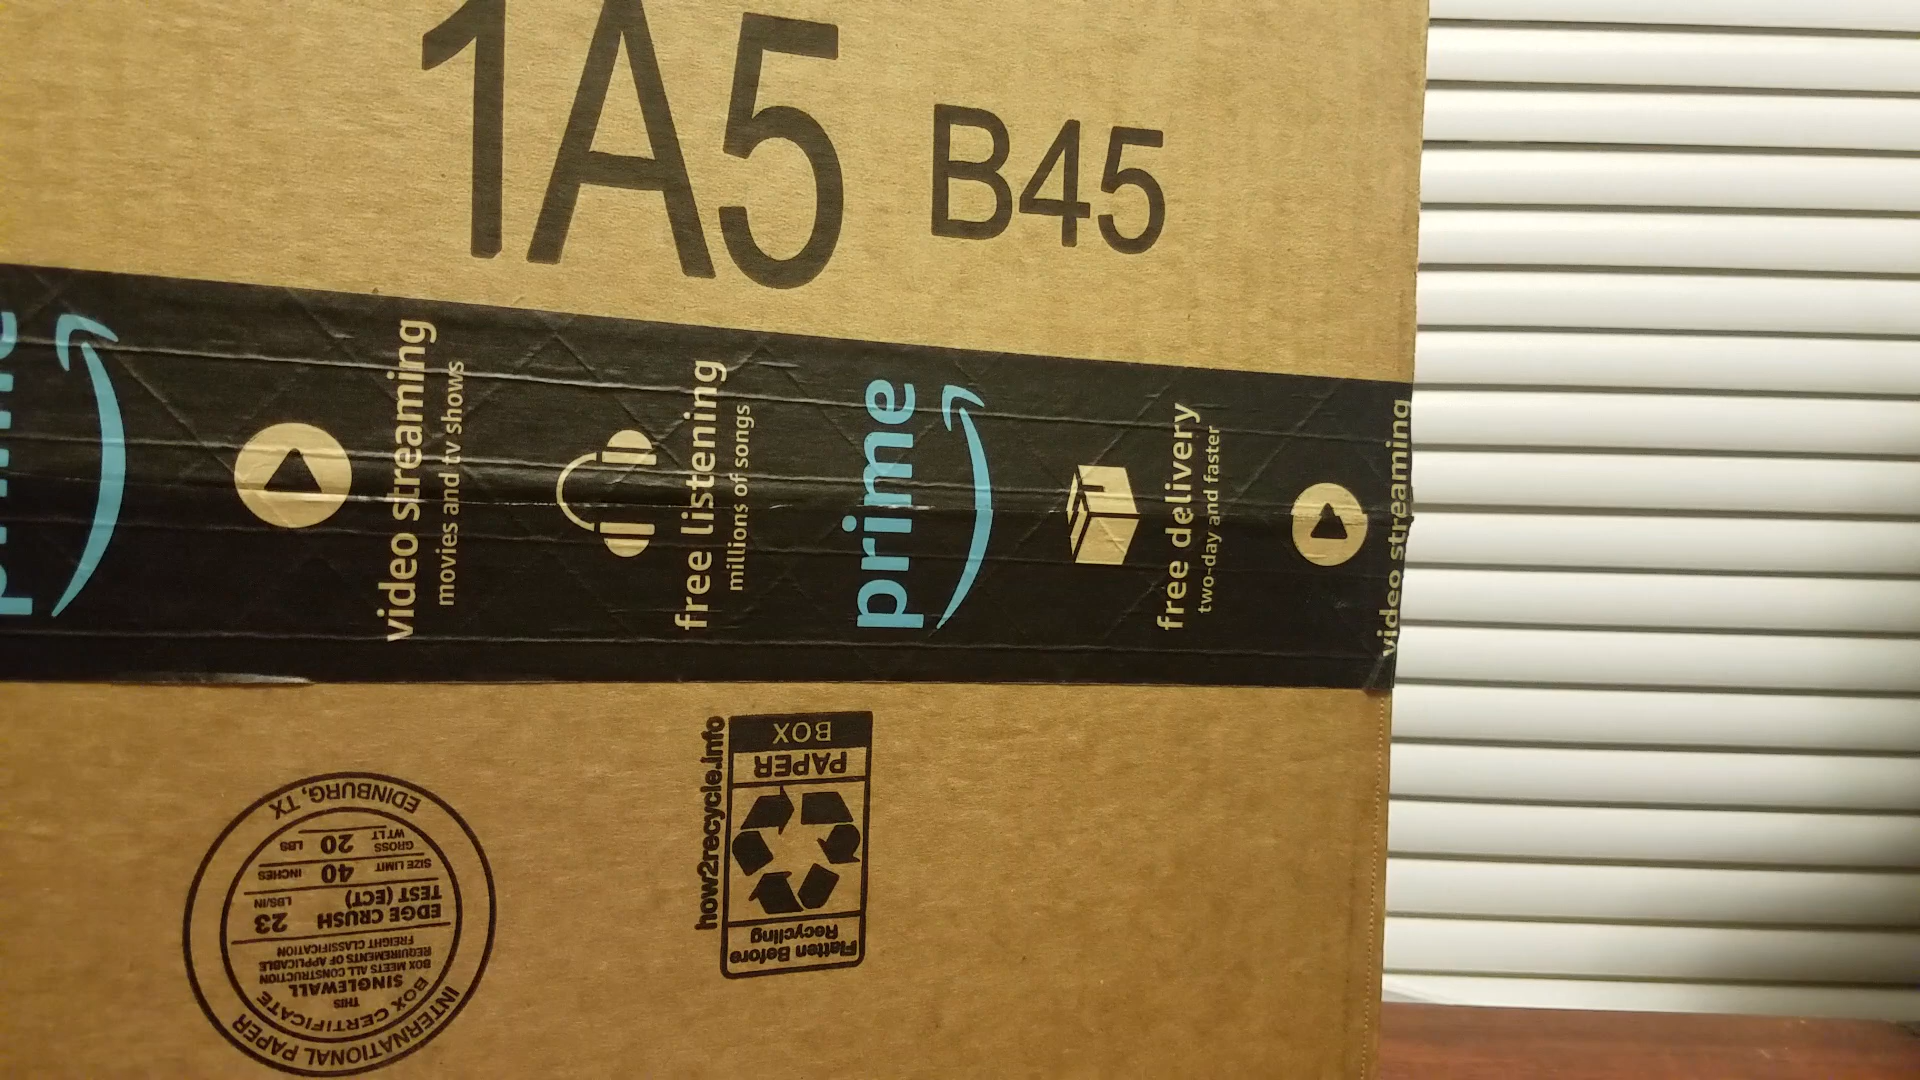 1A5 B45
prime
video streaming
movies and tv shows
free listening
millions of songs
prime
free delivery
two-day and faster
video streaming
how2recycle.info
BOX
PAPER
Flatten Before
Recycling
INTERNATIONAL PAPER
BOX CERTIFICATE
THIS
SINGLEWALL
BOX MEETS ALL CONSTRUCTION
REQUIREMENTS OF APPLICABLE
FREIGHT CLASSIFICATION
EDGE CRUSH
TEST (ECT) 23 LBS/IN
SIZE LIMIT 40 INCHES
GROSS
WT LT 20 LBS
EDINBURG, TX